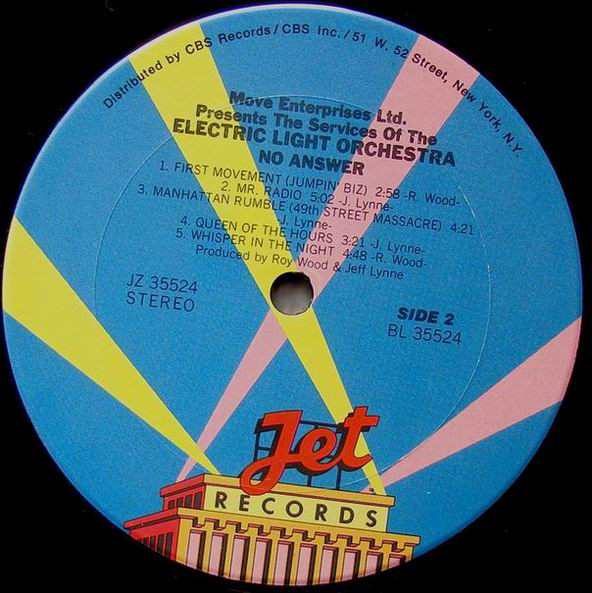 Distributed by CBS Records/CBS Inc./51 W. 52 Street, New York, N.Y.
Move Enterprises Ltd.
Presents The Services Of The
ELECTRIC LIGHT ORCHESTRA
NO ANSWER
1. FIRST MOVEMENT (JUMPIN' BIZ) 2:58 -R. Wood-
2. MR. RADIO 5:02 -J. Lynne-
3. MANHATTAN RUMBLE (49th STREET MASSACRE) 4:21
-J. Lynne-
4. QUEEN OF THE HOURS 3:21 -J. Lynne-
5. WHISPER IN THE NIGHT 4:48 -R. Wood-
Produced by Roy Wood & Jeff Lynne
JZ 35524
STEREO
SIDE 2
BL 35524
Jet
RECORDS